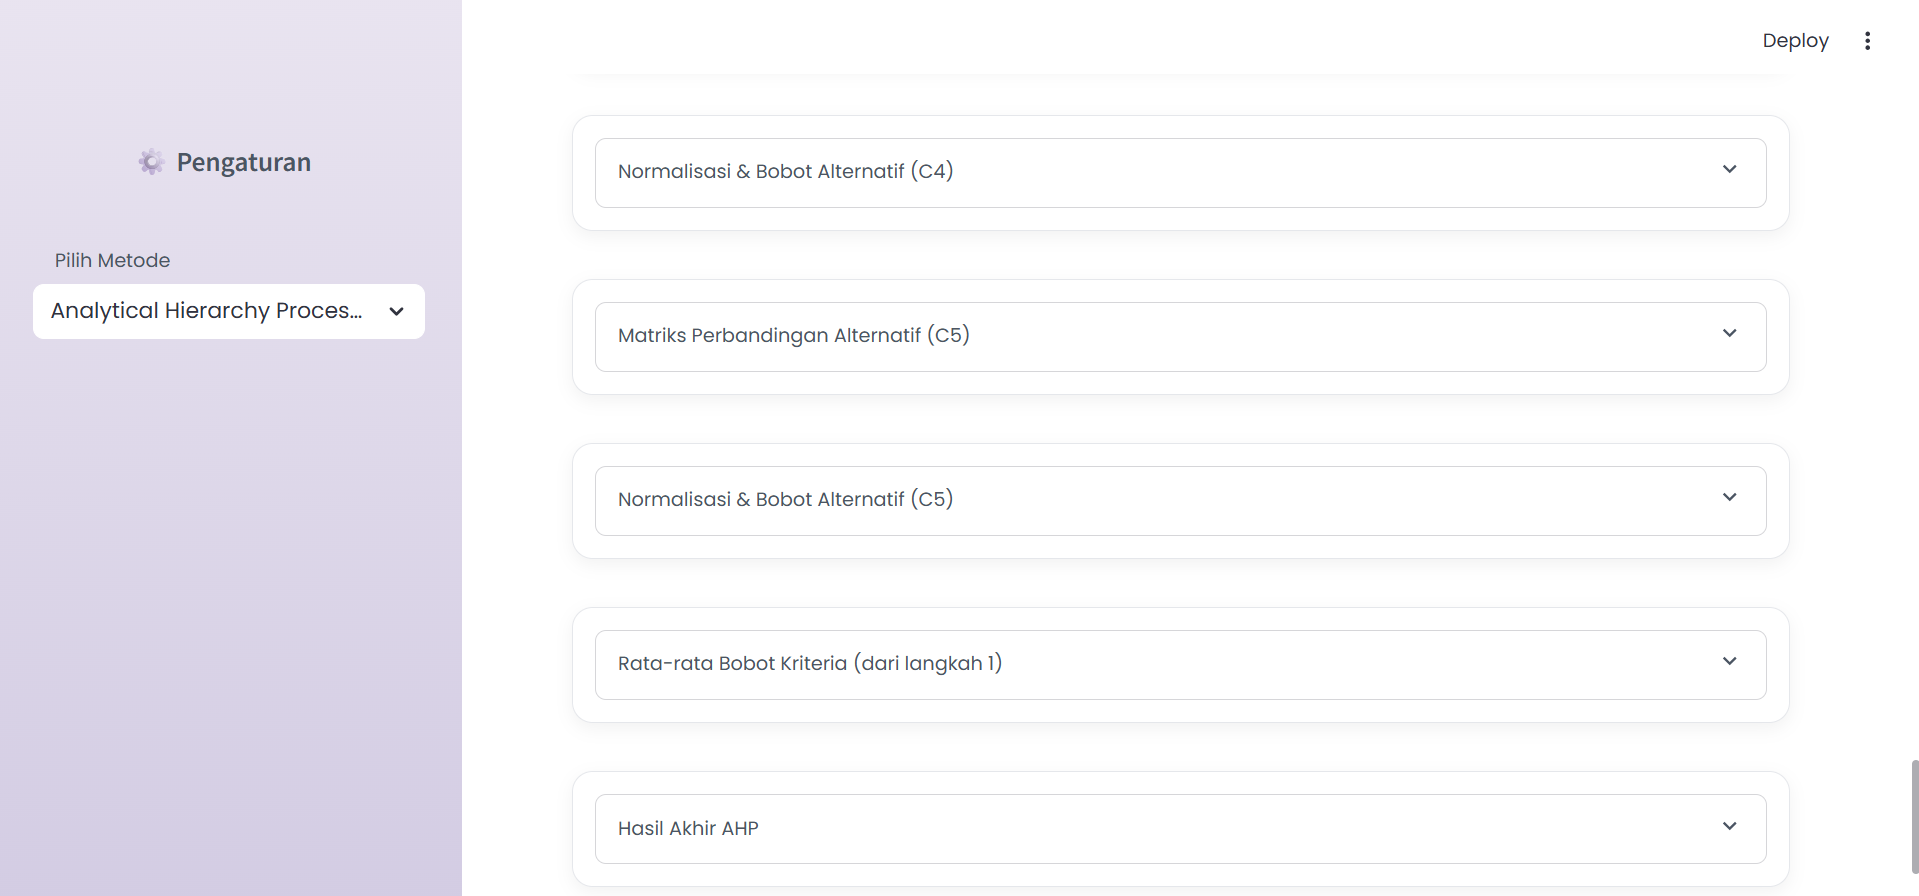 Deploy
Pengaturan
Pilih Metode
Analytical Hierarchy Proces...
Normalisasi & Bobot Alternatif (C4)
Matriks Perbandingan Alternatif (C5)
Normalisasi & Bobot Alternatif (C5)
Rata-rata Bobot Kriteria (dari langkah 1)
Hasil Akhir AHP